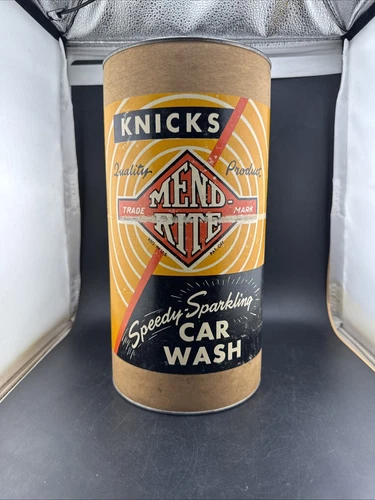 KNICKS
Quality Product
MEND-
TRADE MARK
RITE
Speedy-Sparkling
CAR
WASH